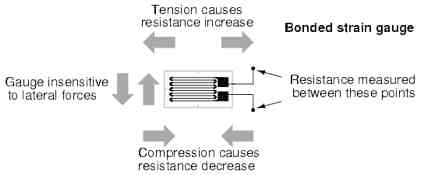 Tension causes
resistance increase
Bonded strain gauge
Gauge insensitive
to lateral forces
Resistance measured
between these points
Compression causes
resistance decrease